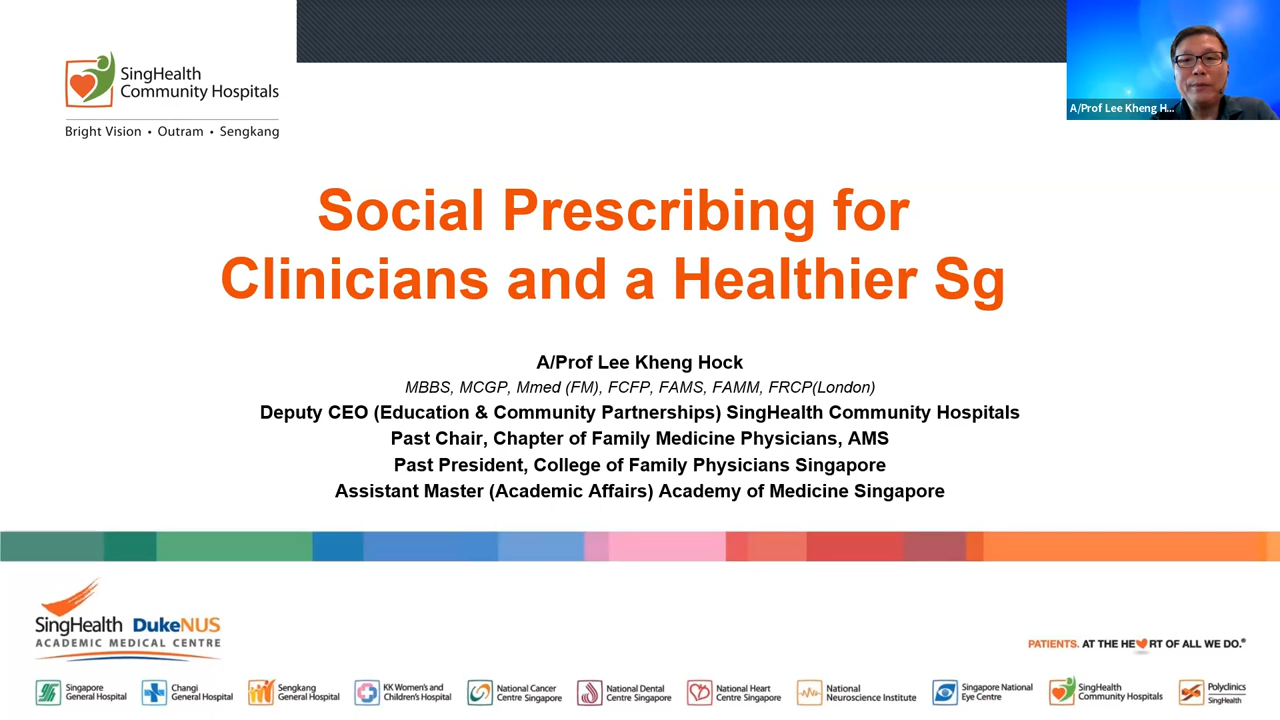 SingHealth
Community Hospitals
Bright Vision • Outram • Sengkang
A/Prof Lee Kheng H...
Social Prescribing for
Clinicians and a Healthier Sg
A/Prof Lee Kheng Hock
MBBS, MCGP, Mmed (FM), FCFP, FAMS, FAMM, FRCP(London)
Deputy CEO (Education & Community Partnerships) SingHealth Community Hospitals
Past Chair, Chapter of Family Medicine Physicians, AMS
Past President, College of Family Physicians Singapore
Assistant Master (Academic Affairs) Academy of Medicine Singapore
SingHealth DukeNUS
ACADEMIC MEDICAL CENTRE
PATIENTS. AT THE HEART OF ALL WE DO.®
Singapore
General Hospital
Changi
General Hospital
Sengkang
General Hospital
KK Women's and
Children's Hospital
National Cancer
Centre Singapore
National Dental
Centre Singapore
National Heart
Centre Singapore
National
Neuroscience Institute
Singapore National
Eye Centre
SingHealth
Community Hospitals
Polyclinics
SingHealth